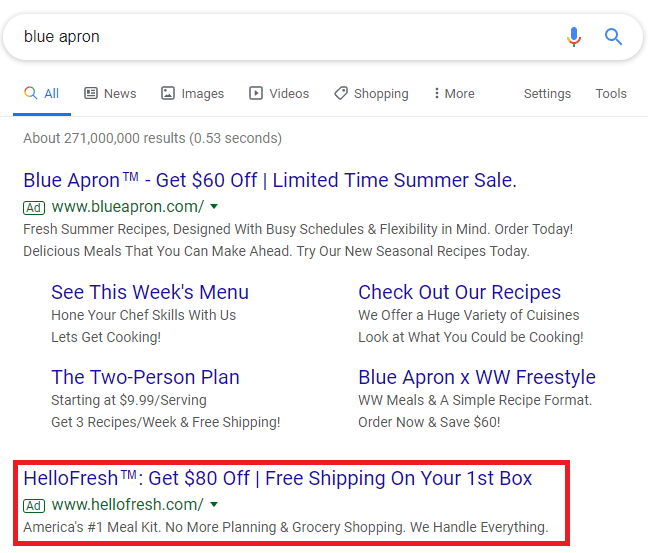 blue apron
All News Images Videos Shopping More Settings Tools
About 271,000,000 results (0.53 seconds)
Blue Apron™ - Get $60 Off | Limited Time Summer Sale.
Ad www.blueapron.com/
Fresh Summer Recipes, Designed With Busy Schedules & Flexibility in Mind. Order Today!
Delicious Meals That You Can Make Ahead. Try Our New Seasonal Recipes Today.
See This Week's Menu
Hone Your Chef Skills With Us
Lets Get Cooking!
Check Out Our Recipes
We Offer a Huge Variety of Cuisines
Look at What You Could be Cooking!
The Two-Person Plan
Starting at $9.99/Serving
Get 3 Recipes/Week & Free Shipping!
Blue Apron x WW Freestyle
WW Meals & A Simple Recipe Format.
Order Now & Save $60!
HelloFresh™: Get $80 Off | Free Shipping On Your 1st Box
Ad www.hellofresh.com/
America's #1 Meal Kit. No More Planning & Grocery Shopping. We Handle Everything.